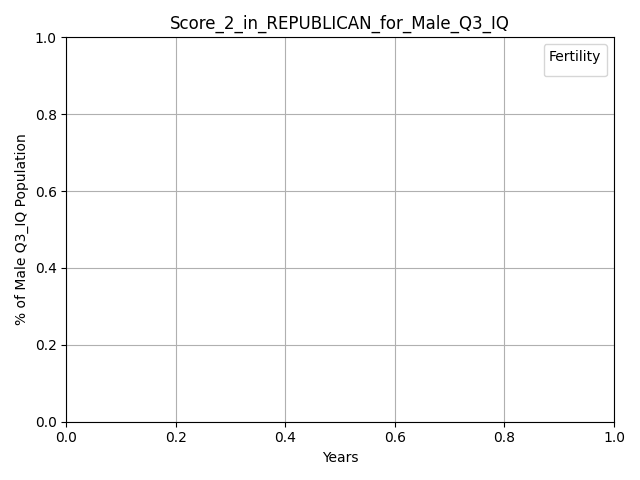 Score_2_in_REPUBLICAN_for_Male_Q3_IQ
Fertility
% of Male Q3_IQ Population
1.0
0.8
0.6
0.4
0.2
0.0
0.0 0.2 0.4 0.6 0.8 1.0
Years